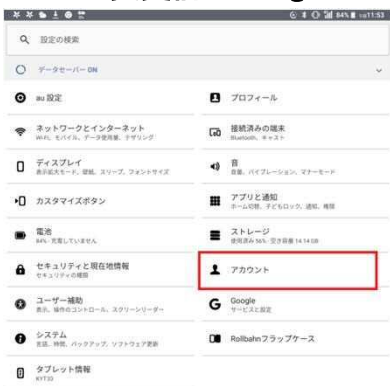 84% 11:53
設定の検索
データセーバー ON
au 設定
プロフィール
ネットワークとインターネット
Wi-Fi、モバイル、データ使用量、テザリング
接続済みの端末
Bluetooth、キャスト
ディスプレイ
表示拡大モード、壁紙、スリープ、フォントサイズ
音
音量、バイブレーション、マナーモード
カスタマイズボタン
アプリと通知
ホーム切替、子どもロック、通知、権限
電池
84% 充電していません
ストレージ
使用済み 56% - 空き容量 14.14 GB
セキュリティと現在地情報
セキュリティの種類
アカウント
ユーザー補助
表示、操作のコントロール、スクリーンリーダー
Google
サービスと設定
システム
言語、時間、バックアップ、ソフトウェア更新
Rollbahnフラップケース
タブレット情報
KYT33